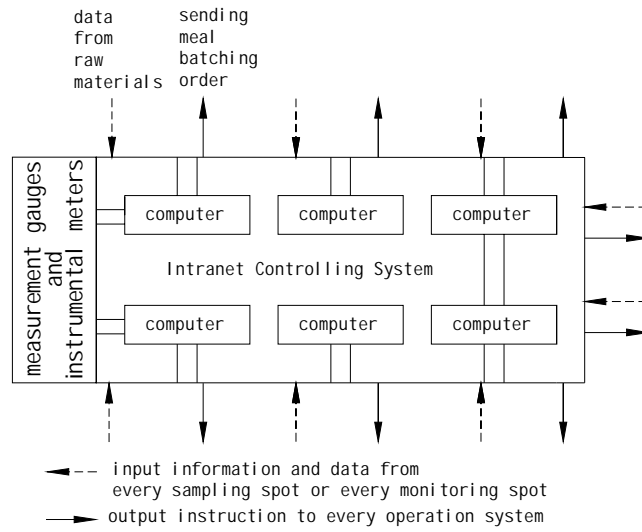 data
from
raw
materials
sending
meal
batching
order
measurement gauges
and
instrumental meters
computer
computer
computer
Intranet Controlling System
computer
computer
computer
input information and data from
every sampling spot or every monitoring spot
output instruction to every operation system